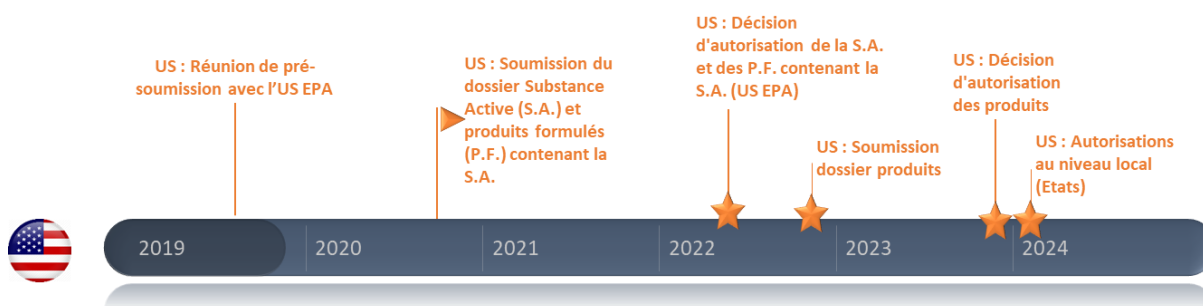 US : Réunion de pré-
soumission avec l’US EPA
US : Soumission du
dossier Substance
Active (S.A.) et
produits formulés
(P.F.) contenant la
S.A.
US : Décision
d'autorisation de la S.A.
et des P.F. contenant la
S.A. (US EPA)
US : Soumission
dossier produits
US : Décision
d'autorisation
des produits
US : Autorisations
au niveau local
(Etats)
2019
2020
2021
2022
2023
2024